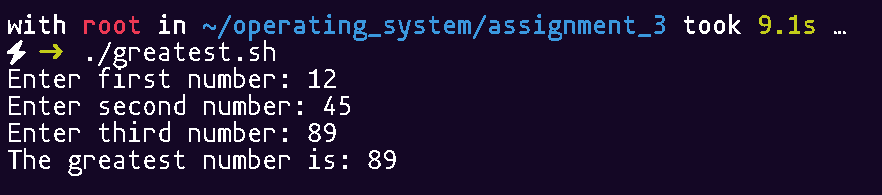 with root in ~/operating_system/assignment_3 took 9.1s …
⚡ → ./greatest.sh
Enter first number: 12
Enter second number: 45
Enter third number: 89
The greatest number is: 89